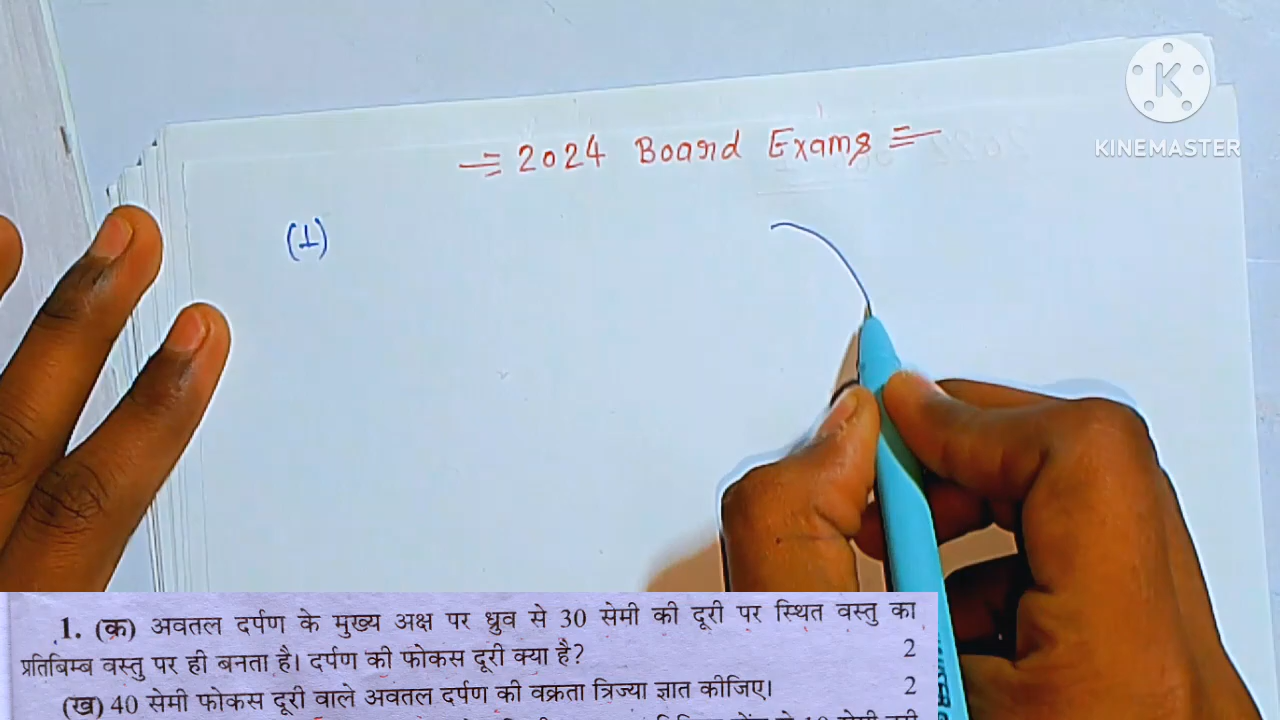 K
KINEMASTER
2024 Board Exams
(1)
1. (क) अवतल दर्पण के मुख्य अक्ष पर ध्रुव से 30 सेमी की दूरी पर स्थित वस्तु का
प्रतिबिम्ब वस्तु पर ही बनता है। दर्पण की फोकस दूरी क्या है? 2
(ख) 40 सेमी फोकस दूरी वाले अवतल दर्पण की वक्रता त्रिज्या ज्ञात कीजिए। 2